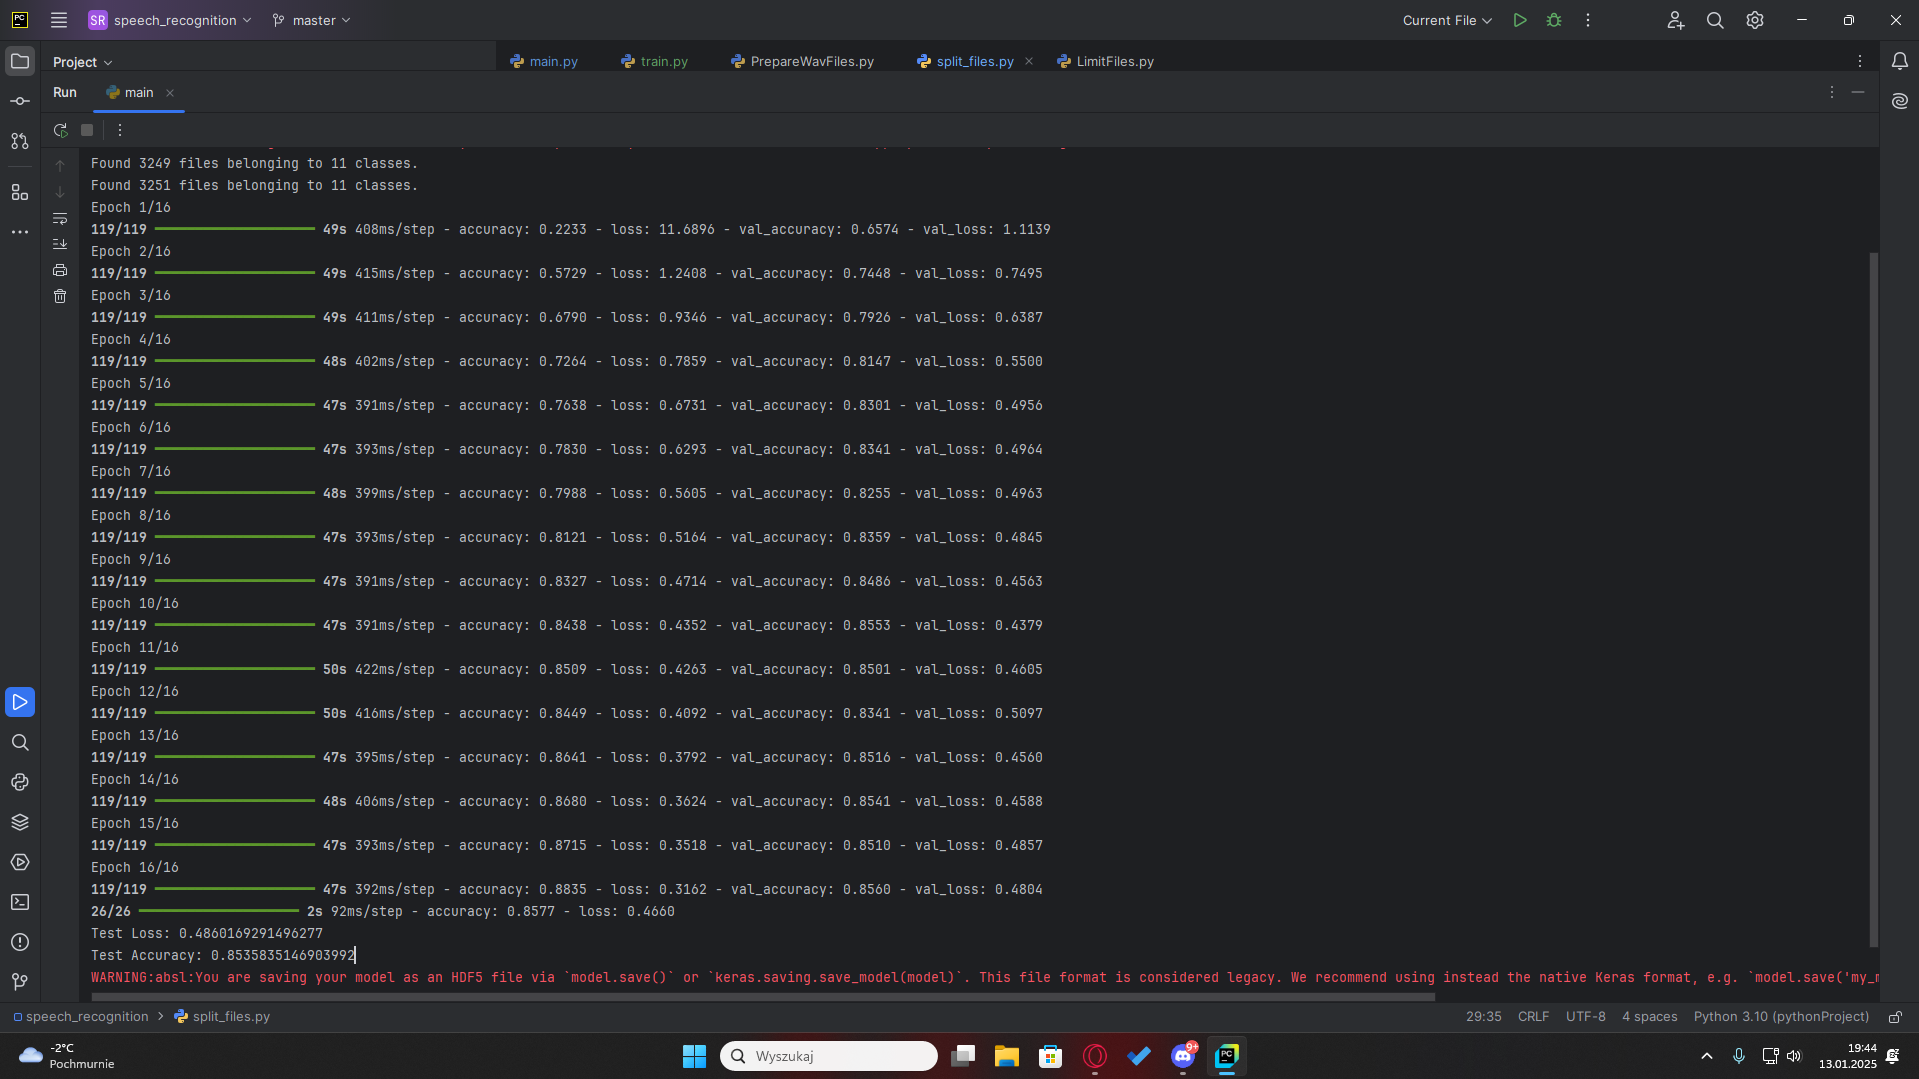 PC
SR speech_recognition
master
Current File
Project
main.py
train.py
PrepareWavFiles.py
split_files.py
LimitFiles.py
Run
main
Found 3249 files belonging to 11 classes.
Found 3251 files belonging to 11 classes.
Epoch 1/16
119/119 49s 408ms/step - accuracy: 0.2233 - loss: 11.6896 - val_accuracy: 0.6574 - val_loss: 1.1139
Epoch 2/16
119/119 49s 415ms/step - accuracy: 0.5729 - loss: 1.2408 - val_accuracy: 0.7448 - val_loss: 0.7495
Epoch 3/16
119/119 49s 411ms/step - accuracy: 0.6790 - loss: 0.9346 - val_accuracy: 0.7926 - val_loss: 0.6387
Epoch 4/16
119/119 48s 402ms/step - accuracy: 0.7264 - loss: 0.7859 - val_accuracy: 0.8147 - val_loss: 0.5500
Epoch 5/16
119/119 47s 391ms/step - accuracy: 0.7638 - loss: 0.6731 - val_accuracy: 0.8301 - val_loss: 0.4956
Epoch 6/16
119/119 47s 393ms/step - accuracy: 0.7830 - loss: 0.6293 - val_accuracy: 0.8341 - val_loss: 0.4964
Epoch 7/16
119/119 48s 399ms/step - accuracy: 0.7988 - loss: 0.5605 - val_accuracy: 0.8255 - val_loss: 0.4963
Epoch 8/16
119/119 47s 393ms/step - accuracy: 0.8121 - loss: 0.5164 - val_accuracy: 0.8359 - val_loss: 0.4845
Epoch 9/16
119/119 47s 391ms/step - accuracy: 0.8327 - loss: 0.4714 - val_accuracy: 0.8486 - val_loss: 0.4563
Epoch 10/16
119/119 47s 391ms/step - accuracy: 0.8438 - loss: 0.4352 - val_accuracy: 0.8553 - val_loss: 0.4379
Epoch 11/16
119/119 50s 422ms/step - accuracy: 0.8509 - loss: 0.4263 - val_accuracy: 0.8501 - val_loss: 0.4605
Epoch 12/16
119/119 50s 416ms/step - accuracy: 0.8449 - loss: 0.4092 - val_accuracy: 0.8341 - val_loss: 0.5097
Epoch 13/16
119/119 47s 395ms/step - accuracy: 0.8641 - loss: 0.3792 - val_accuracy: 0.8516 - val_loss: 0.4560
Epoch 14/16
119/119 48s 406ms/step - accuracy: 0.8680 - loss: 0.3624 - val_accuracy: 0.8541 - val_loss: 0.4588
Epoch 15/16
119/119 47s 393ms/step - accuracy: 0.8715 - loss: 0.3518 - val_accuracy: 0.8510 - val_loss: 0.4857
Epoch 16/16
119/119 47s 392ms/step - accuracy: 0.8835 - loss: 0.3162 - val_accuracy: 0.8560 - val_loss: 0.4804
26/26 2s 92ms/step - accuracy: 0.8577 - loss: 0.4660
Test Loss: 0.4860169291496277
Test Accuracy: 0.8535835146903992
WARNING:absl:You are saving your model as an HDF5 file via `model.save()` or `keras.saving.save_model(model)`. This file format is considered legacy. We recommend using instead the native Keras format, e.g. `model.save('my_m
speech_recognition > split_files.py
29:35 CRLF UTF-8 4 spaces Python 3.10 (pythonProject)
-2°C
Pochmurnie
Wyszukaj
9+
PC
19:44
13.01.2025